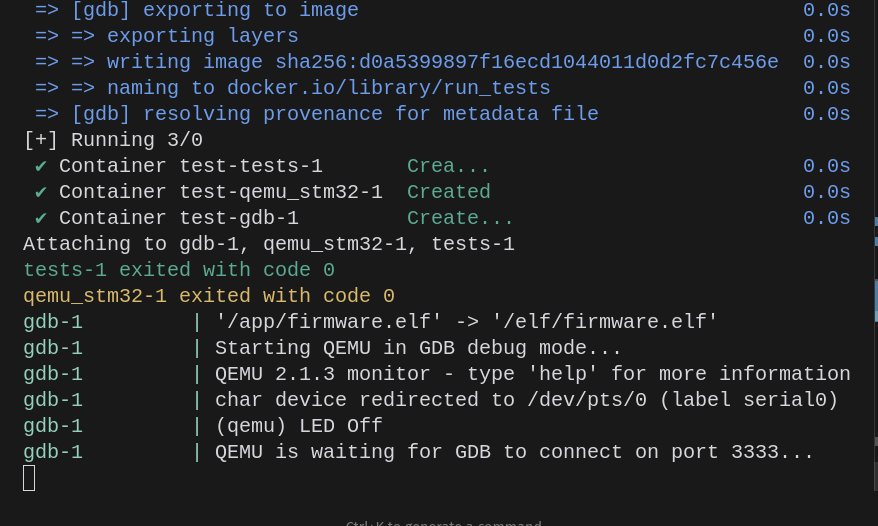 => [gdb] exporting to image 0.0s
=> => exporting layers 0.0s
=> => writing image sha256:d0a5399897f16ecd1044011d0d2fc7c456e 0.0s
=> => naming to docker.io/library/run_tests 0.0s
=> [gdb] resolving provenance for metadata file 0.0s
[+] Running 3/0
✔ Container test-tests-1 Crea... 0.0s
✔ Container test-qemu_stm32-1 Created 0.0s
✔ Container test-gdb-1 Create... 0.0s
Attaching to gdb-1, qemu_stm32-1, tests-1
tests-1 exited with code 0
qemu_stm32-1 exited with code 0
gdb-1 | '/app/firmware.elf' -> '/elf/firmware.elf'
gdb-1 | Starting QEMU in GDB debug mode...
gdb-1 | QEMU 2.1.3 monitor - type 'help' for more information
gdb-1 | char device redirected to /dev/pts/0 (label serial0)
gdb-1 | (qemu) LED Off
gdb-1 | QEMU is waiting for GDB to connect on port 3333...
Ctrl+K to generate a command